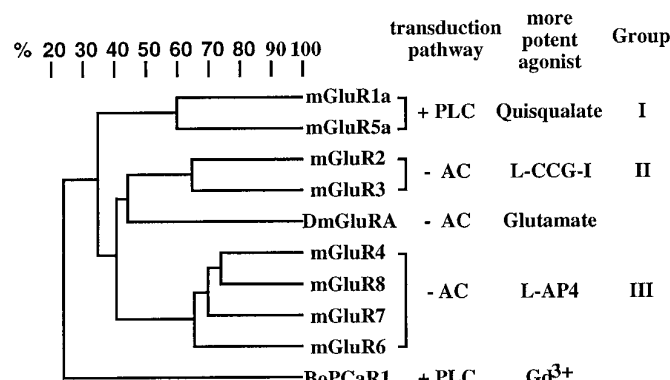 transduction pathway more potent agonist Group
% 20 30 40 50 60 70 80 90 100
mGluR1a
+ PLC Quisqualate I
mGluR5a
mGluR2
- AC L-CCG-I II
mGluR3
DmGluRA - AC Glutamate
mGluR4
mGluR8
- AC L-AP4 III
mGluR7
mGluR6
BoPCaR1 + PLC Gd3+